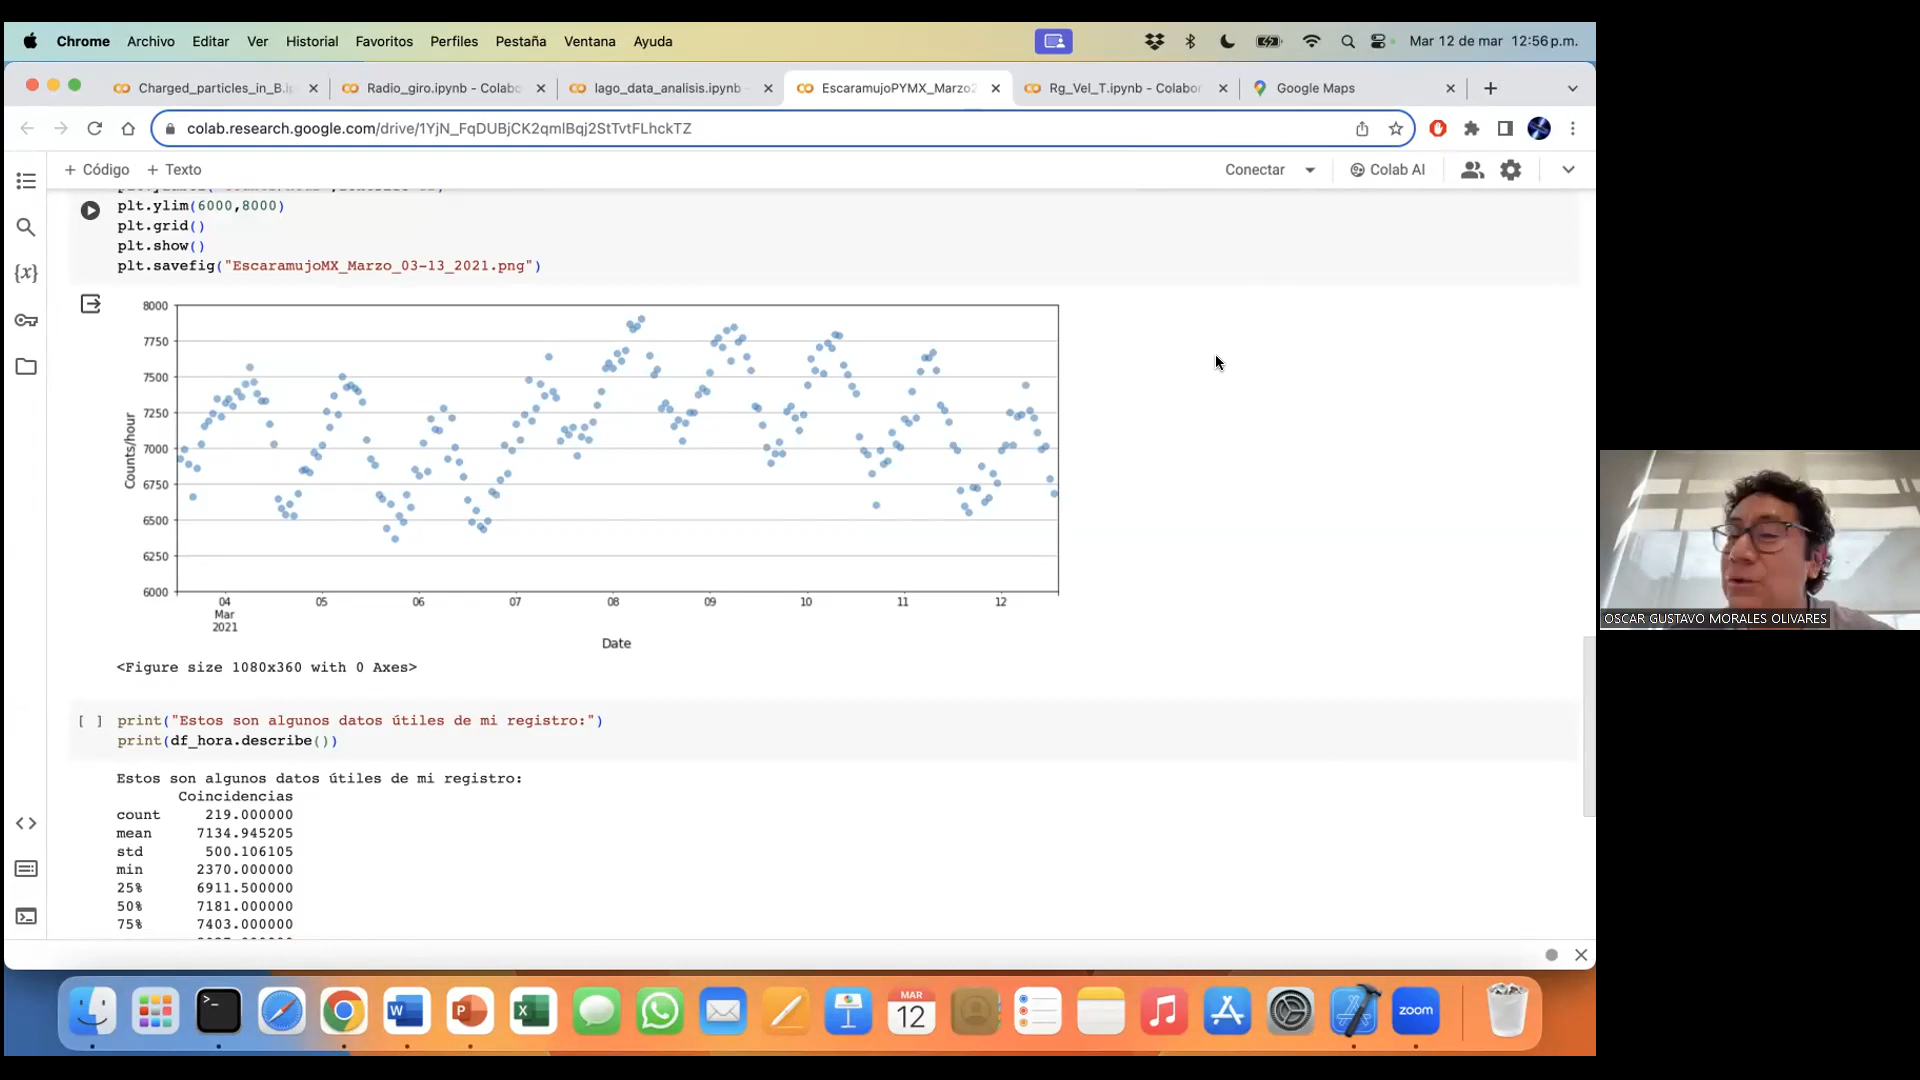 Chrome Archivo Editar Ver Historial Favoritos Perfiles Pestaña Ventana Ayuda Mar 12 de mar 12:56 p.m.
Charged_particles_in_B.i Radio_giro.ipynb - Colabo lago_data_analisis.ipynb - EscaramujoPYMX_Marzo2 Rg_Vel_T.ipynb - Colabor Google Maps
colab.research.google.com/drive/1YjN_FqDUBjCK2qmlBqj2StTvtFLhckTZ
+ Código + Texto Conectar Colab AI
plt.ylim(6000,8000)
plt.grid()
plt.show()
plt.savefig("EscaramujoMX_Marzo_03-13_2021.png")
8000
7750
7500
7250
7000
6750
6500
6250
6000
Counts/hour
04 05 06 07 08 09 10 11 12
Mar
2021
Date
<Figure size 1080x360 with 0 Axes>
[ ] print("Estos son algunos datos útiles de mi registro:")
print(df_hora.describe())
Estos son algunos datos útiles de mi registro:
Coincidencias
count 219.000000
mean 7134.945205
std 500.106105
min 2370.000000
25% 6911.500000
50% 7181.000000
75% 7403.000000
OSCAR GUSTAVO MORALES OLIVARES
MAR
12
zoom